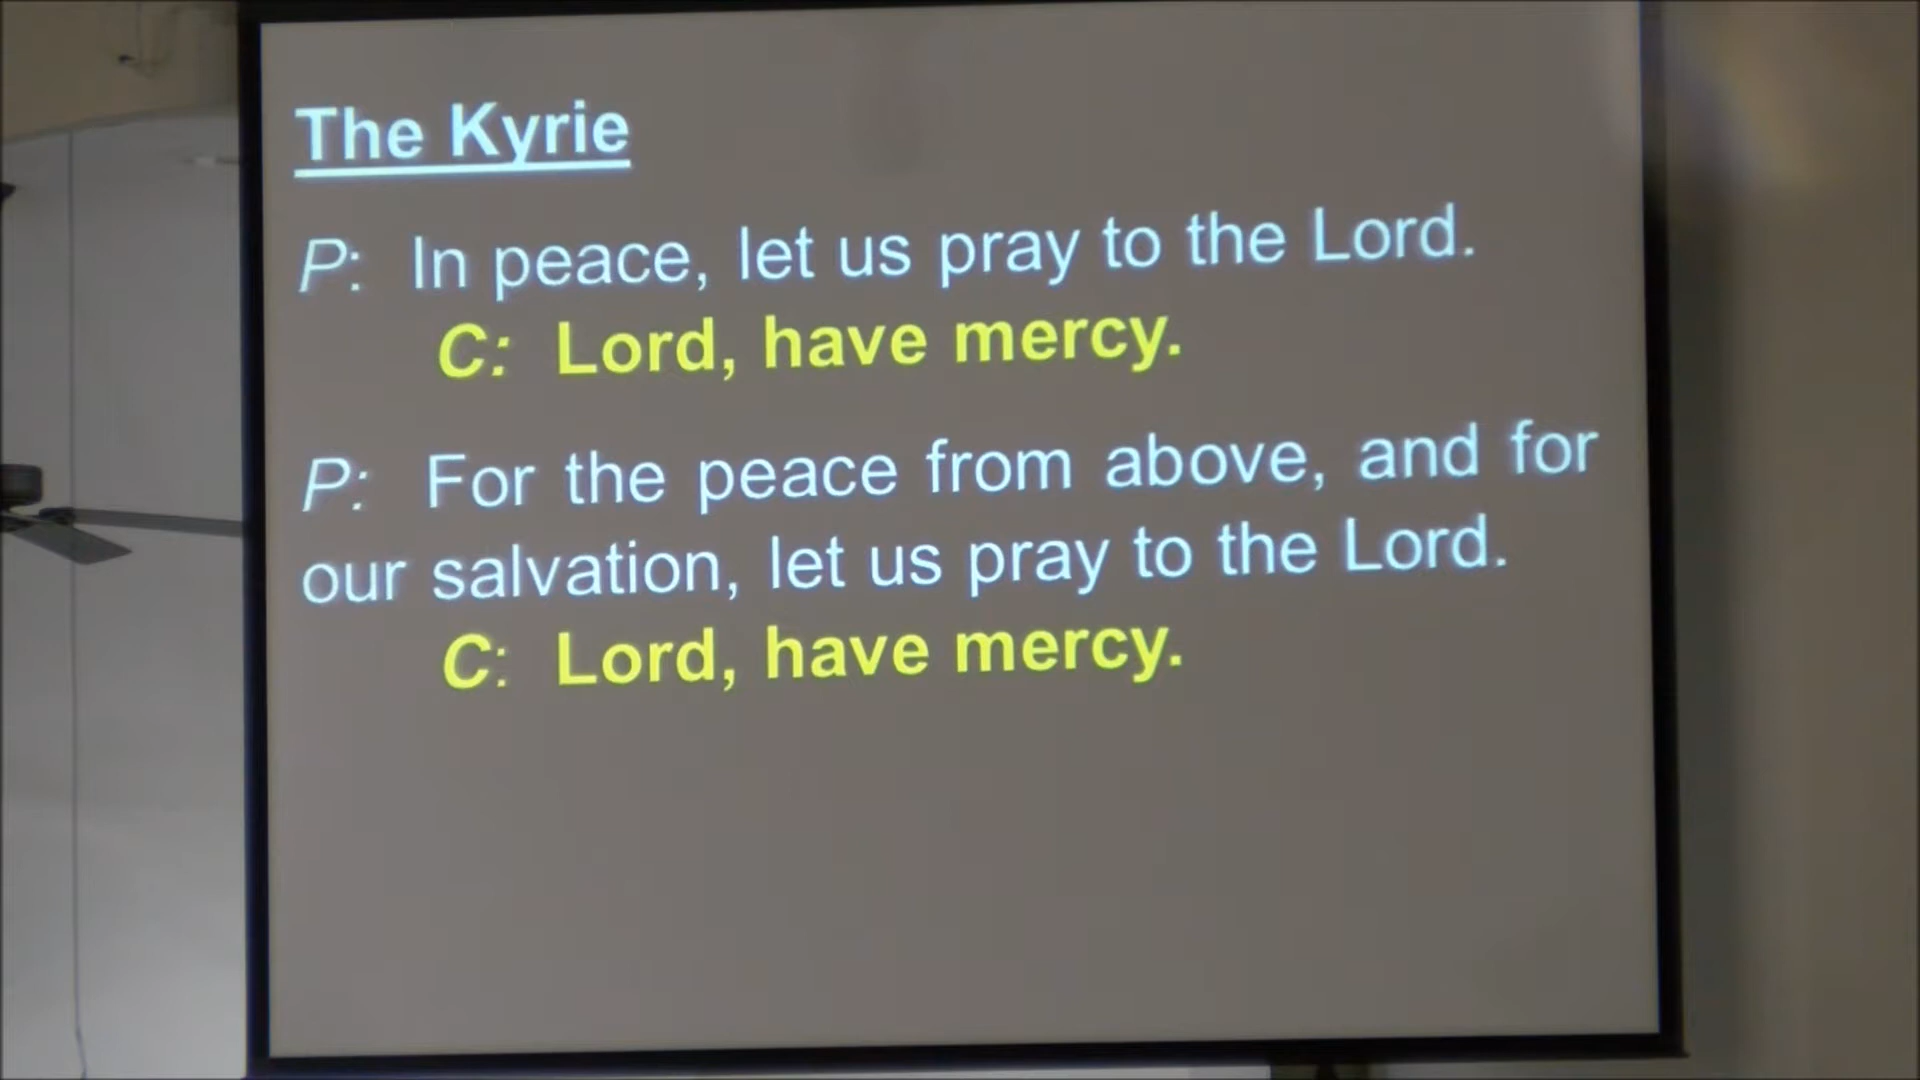 The Kyrie
P: In peace, let us pray to the Lord.
C: Lord, have mercy.
P: For the peace from above, and for
our salvation, let us pray to the Lord.
C: Lord, have mercy.